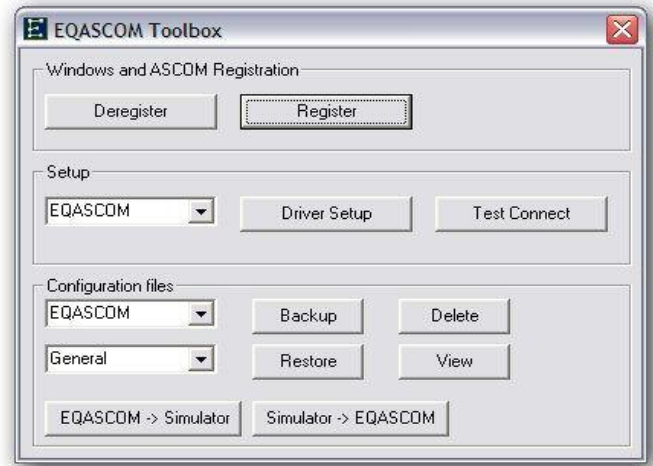 EQASCOM Toolbox
Windows and ASCOM Registration
Deregister Register
Setup
EQASCOM Driver Setup Test Connect
Configuration files
EQASCOM Backup Delete
General Restore View
EQASCOM -> Simulator Simulator -> EQASCOM